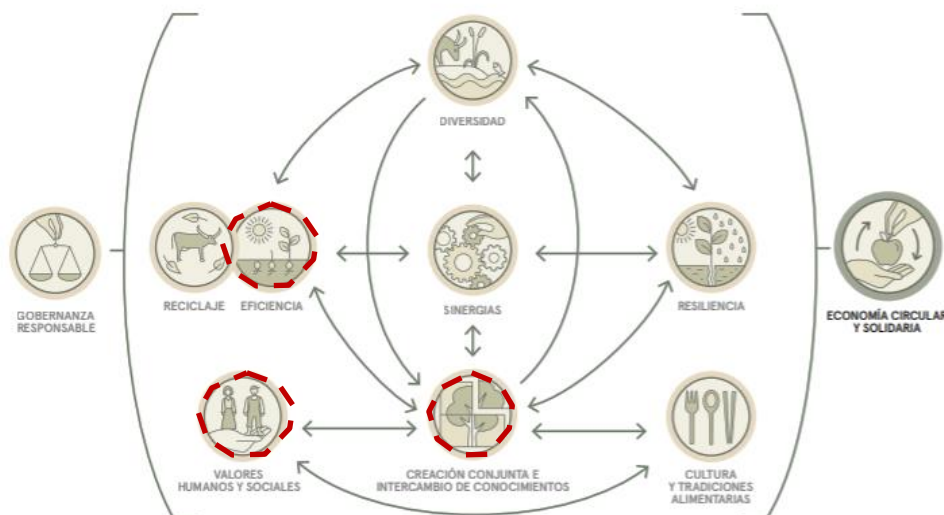 DIVERSIDAD
GOBERNANZA
RESPONSABLE
RECICLAJE
EFICIENCIA
SINERGIAS
RESILIENCIA
ECONOMÍA CIRCULAR
Y SOLIDARIA
VALORES
HUMANOS Y SOCIALES
CREACIÓN CONJUNTA E
INTERCAMBIO DE CONOCIMIENTOS
CULTURA
Y TRADICIONES
ALIMENTARIAS